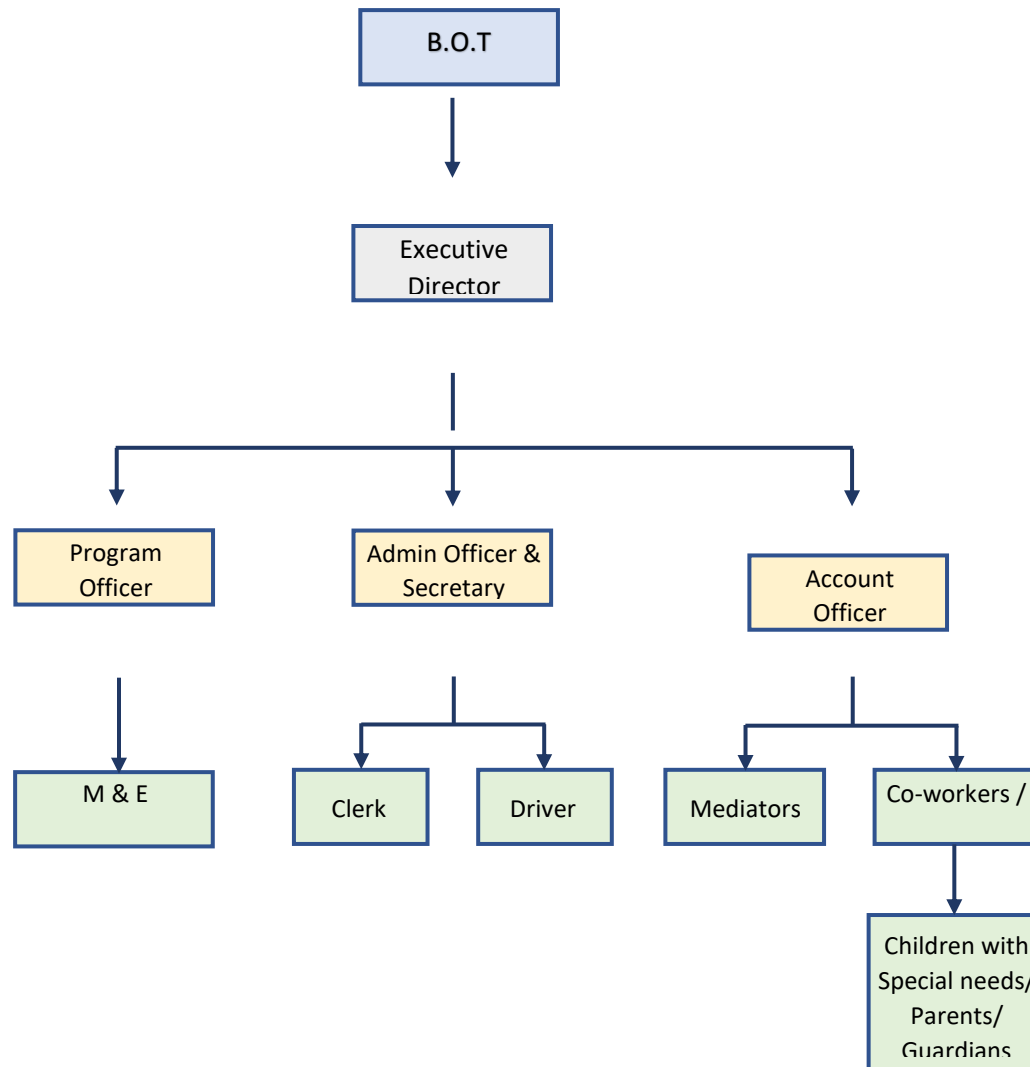 B.O.T
Executive
Director
Program
Officer
Admin Officer &
Secretary
Account
Officer
M & E
Clerk
Driver
Mediators
Co-workers /
Children with
Special needs/
Parents/
Guardians